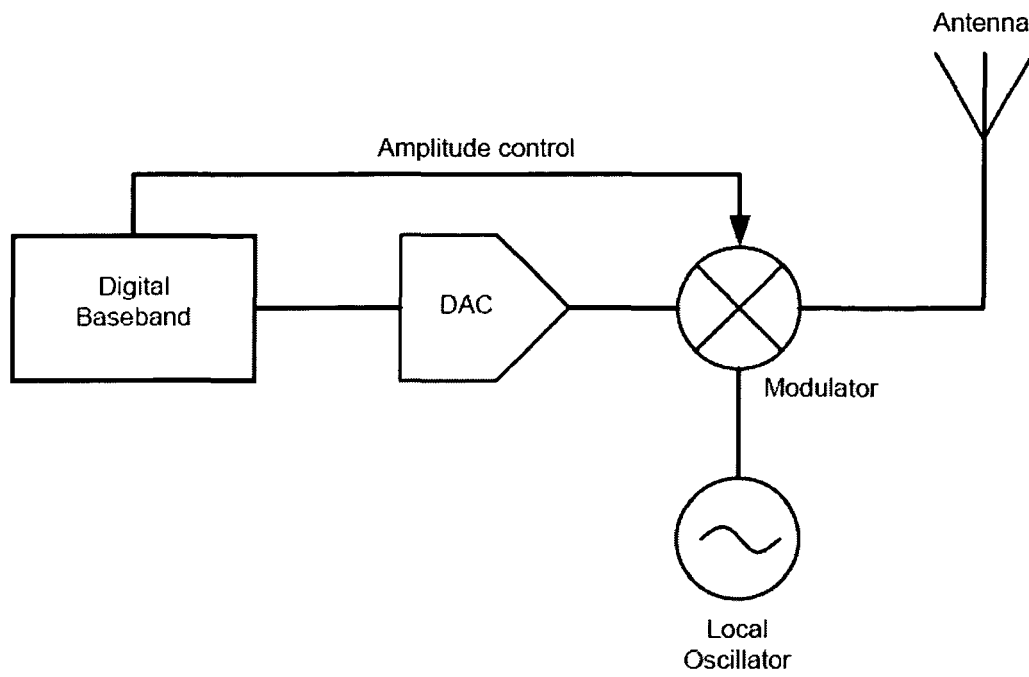 Antenna
Amplitude control
Digital
Baseband
DAC
Modulator
Local
Oscillator